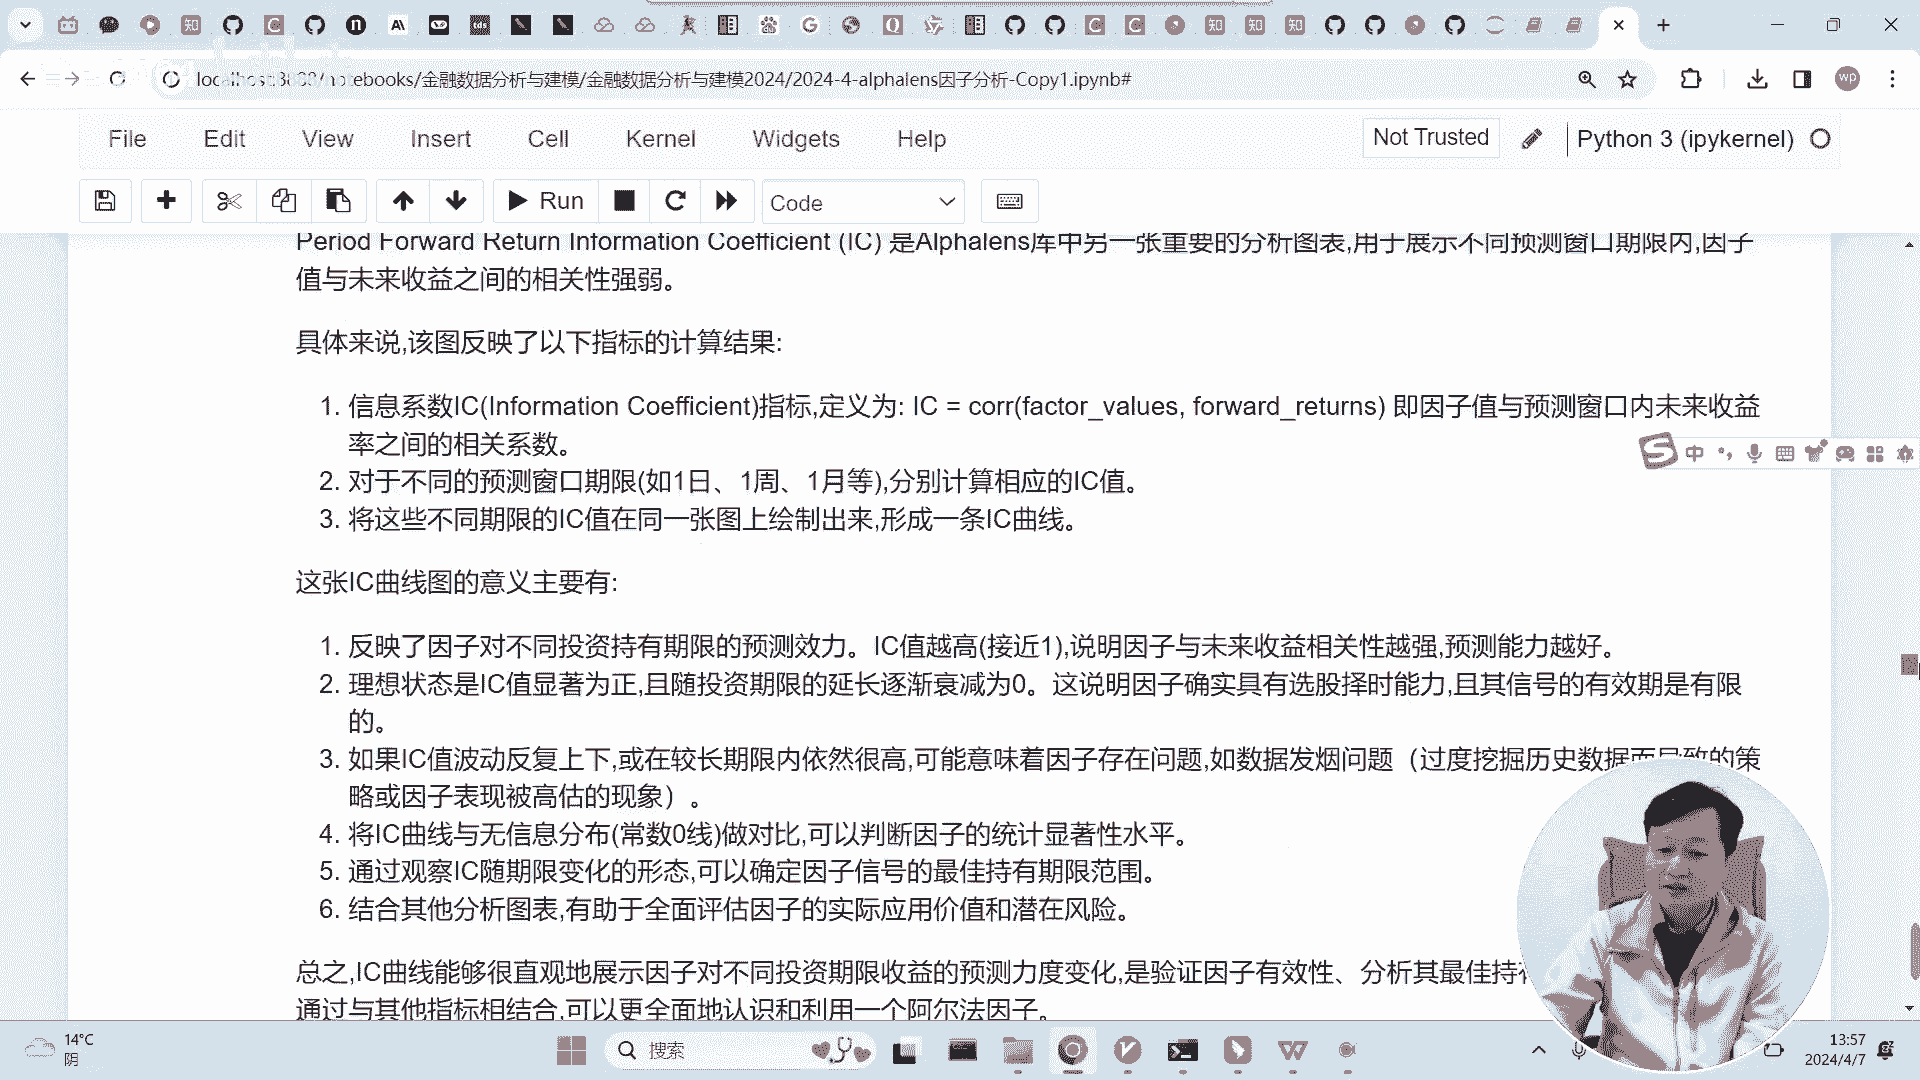 localhost:8888/notebooks/金融数据分析与建模/金融数据分析与建模2024/2024-4-alphalens因子分析-Copy1.ipynb#
wp
File Edit View Insert Cell Kernel Widgets Help
Not Trusted
Python 3 (ipykernel)
Run
Code
Period Forward Return Information Coefficient (IC) 是Alphalens库中另一张重要的分析图表,用于展示不同预测窗口期限内,因子
值与未来收益之间的相关性强弱。
具体来说,该图反映了以下指标的计算结果:
1. 信息系数IC(Information Coefficient)指标,定义为: IC = corr(factor_values, forward_returns) 即因子值与预测窗口内未来收益
率之间的相关系数。
2. 对于不同的预测窗口期限(如1日、1周、1月等),分别计算相应的IC值。
3. 将这些不同期限的IC值在同一张图上绘制出来,形成一条IC曲线。
这张IC曲线图的意义主要有:
1. 反映了因子对不同投资持有期限的预测效力。IC值越高(接近1),说明因子与未来收益相关性越强,预测能力越好。
2. 理想状态是IC值显著为正,且随投资期限的延长逐渐衰减为0。这说明因子确实具有选股择时能力,且其信号的有效期是有限
的。
3. 如果IC值波动反复上下,或在较长期限内依然很高,可能意味着因子存在问题,如数据发烟问题（过度挖掘历史数据而导致的策
略或因子表现被高估的现象）。
4. 将IC曲线与无信息分布(常数0线)做对比,可以判断因子的统计显著性水平。
5. 通过观察IC随期限变化的形态,可以确定因子信号的最佳持有期限范围。
6. 结合其他分析图表,有助于全面评估因子的实际应用价值和潜在风险。
总之,IC曲线能够很直观地展示因子对不同投资期限收益的预测力度变化,是验证因子有效性、分析其最佳持
通过与其他指标相结合,可以更全面地认识和利用一个阿尔法因子。
中
14°C
阴
搜索
13:57
2024/4/7